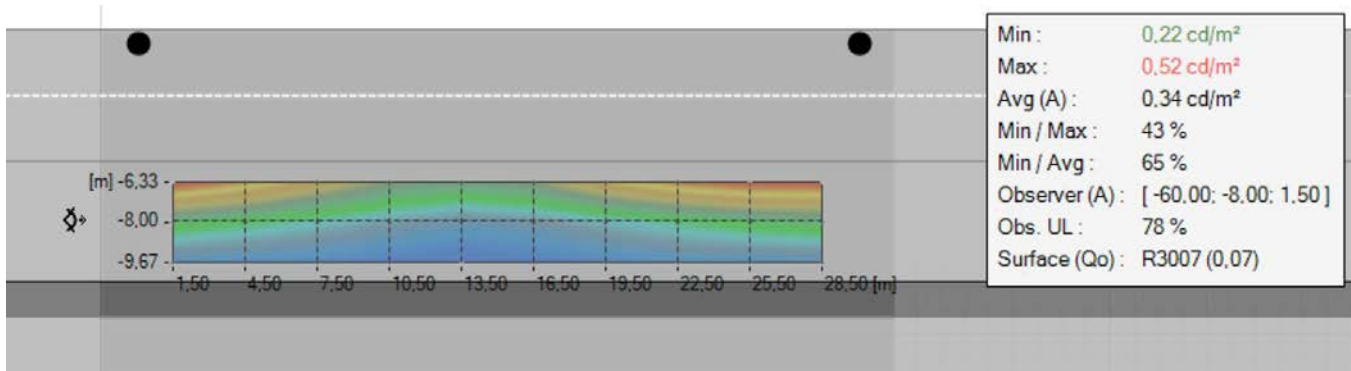 Min : 0,22 cd/m²
Max : 0,52 cd/m²
Avg (A) : 0.34 cd/m²
Min / Max : 43 %
Min / Avg : 65 %
Observer (A) : [ -60.00; -8.00; 1.50 ]
Obs. UL : 78 %
Surface (Qo) : R3007 (0,07)
[m] -6,33
-8,00
-9.67
1,50 4,50 7,50 10,50 13,50 16,50 19,50 22,50 25,50 28,50 [m]